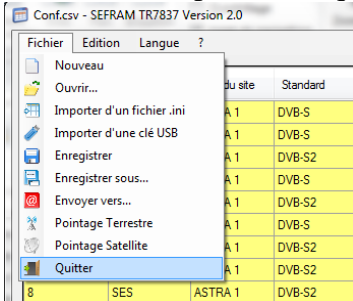 Conf.csv - SEFRAM TR7837 Version 2.0
Fichier Edition Langue ?
du site Standard
Nouveau
Ouvrir...
A 1 DVB-S
Importer d'un fichier .ini
A 1 DVB-S
Importer d'une clé USB
A 1 DVB-S2
Enregistrer
A 1 DVB-S2
Enregistrer sous...
A 1 DVB-S2
Envoyer vers...
A 1 DVB-S
Pointage Terrestre
A 1 DVB-S2
Pointage Satellite
A 1 DVB-S2
Quitter
8 SES ASTRA 1 DVB-S2